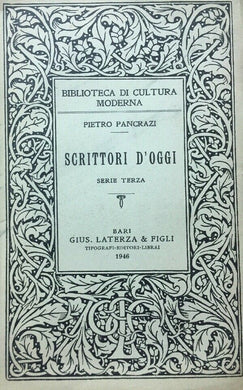 BIBLIOTECA DI CULTURA
MODERNA
PIETRO PANCRAZI
SCRITTORI D'OGGI
SERIE TERZA
BARI
GIUS. LATERZA & FIGLI
TIPOGRAFI-EDITORI-LIBRAI
1946